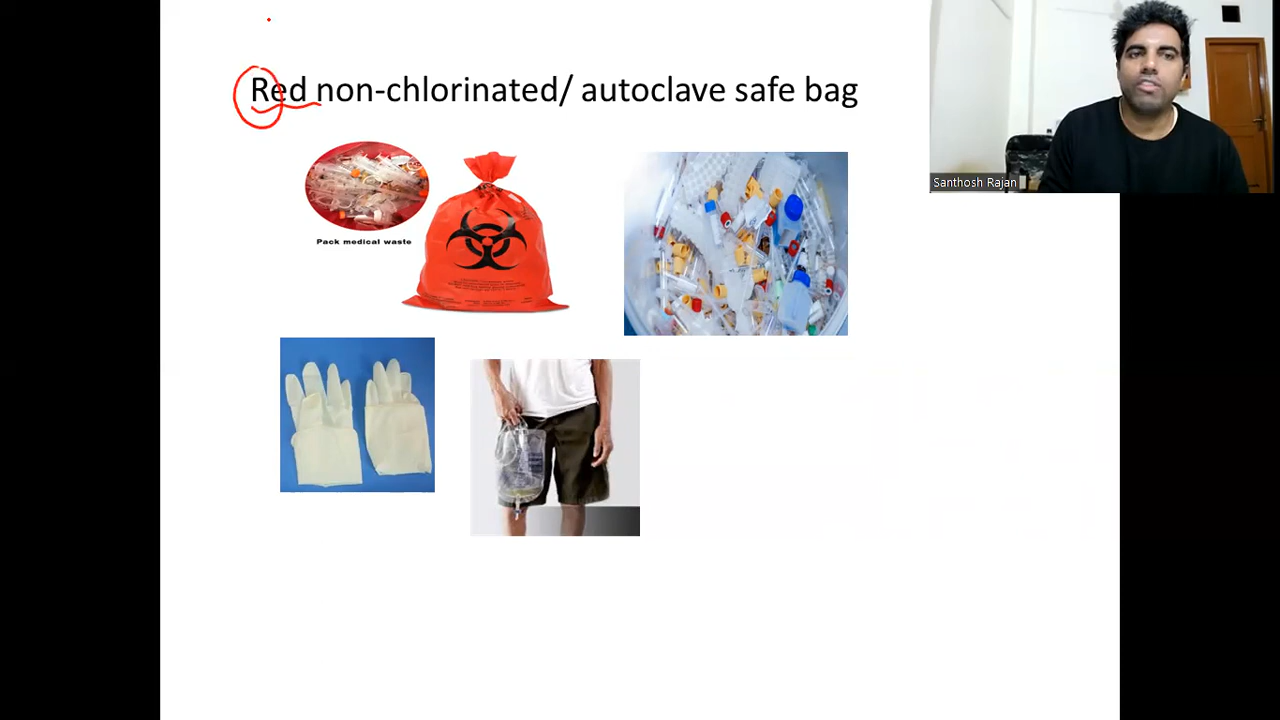 Red non-chlorinated/ autoclave safe bag
Pack medical waste
Santhosh Rajan